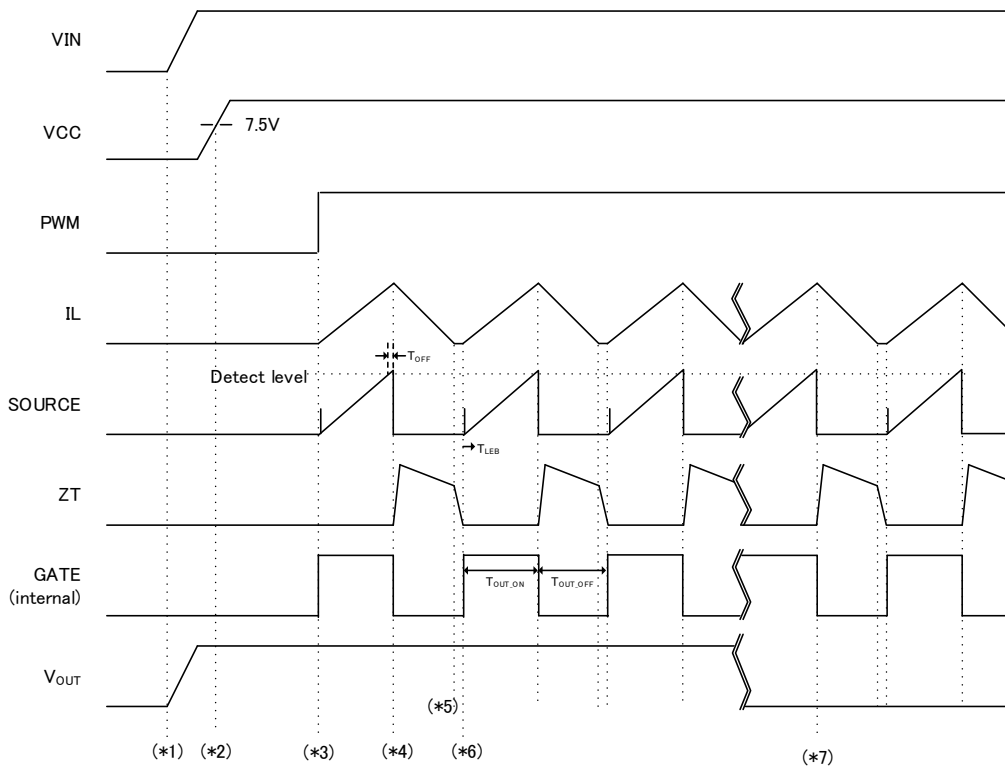 VIN
VCC
7.5V
PWM
IL
TOFF
Detect level
SOURCE
TLEB
ZT
GATE
(internal)
TOUT_ON
TOUT_OFF
VOUT
(*5)
(*1)
(*2)
(*3)
(*4)
(*6)
(*7)